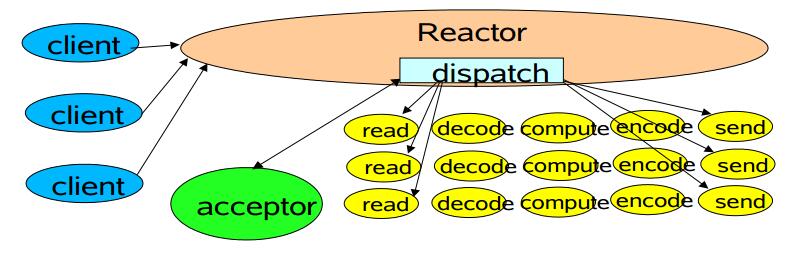 Reactor
client
dispatch
client
read decode compute encode send
read decode compute encode send
client
acceptor
read decode compute encode send